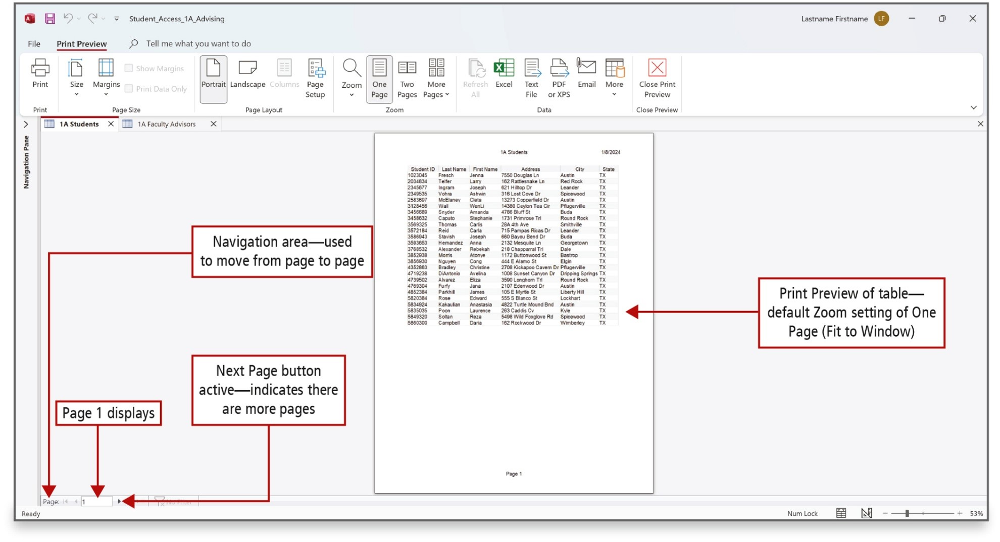 Student_Access_1A_Advising
Lastname Firstname LF
File Print Preview Tell me what you want to do
Print
Size
Margins
Show Margins
Print Data Only
Portrait
Landscape
Columns
Page
Setup
Zoom
One
Page
Two
Pages
More
Pages
Refresh
All
Excel
Text
File
PDF
or XPS
Email
More
Close Print
Preview
Print Page Size Page Layout Zoom Data Close Preview
1A Students 1A Faculty Advisors
Navigation Pane
1A Students 1/8/2024
Student ID Last Name First Name Address City State
1023045 Fresch Jenna 7550 Douglas Ln Austin TX
2034834 Telfer Larry 162 Rattlesnake Ln Red Rock TX
2345677 Ingram Joseph 621 Hilltop Dr Leander TX
2349535 Vohra Ashwin 316 Lost Cove Dr Spicewood TX
2583697 McElaney Cleta 13273 Copperfield Dr Austin TX
3128456 Wall WenLi 14380 Ceylon Tea Cir Pflugerville TX
3456689 Snyder Amanda 4786 Bluff St Buda TX
3458632 Caputo Stephanie 1731 Primrose Trl Round Rock TX
3569325 Thomas Carlis 28A 4th Ave Smithville TX
3572184 Reid Carla 715 Pampas Ricas Dr Leander TX
3586943 Stavish Joseph 660 Bayou Bend Dr Buda TX
3593653 Hernandez Anna 2132 Mesquite Ln Georgetown TX
3768532 Alexander Rebekah 218 Chapparral Trl Dale TX
3852938 Morris Atonye 1172 Buttonwood St Bastrop TX
3856930 Nguyen Cong 444 E Alamo St Elgin TX
4352863 Bradley Christine 2708 Kickapoo Cavern Dr Pflugerville TX
4719238 DiAntonio Avelina 1008 Sunset Canyon Dr Dripping Springs TX
4739502 Alvarez Eliza 3590 Longhorn Trl Round Rock TX
4769304 Furfy Jana 2107 Edenwood Dr Austin TX
4852384 Parkhill James 105 E Myrtle St Liberty Hill TX
5820384 Rose Edward 555 S Blanco St Lockhart TX
5834924 Kakaulian Anastasia 4822 Turtle Mound Bnd Austin TX
5835035 Poon Laurence 263 Caddis Cv Kyle TX
5849320 Soltan Reza 5498 Wild Foxglove Rd Spicewood TX
5860300 Campbell Daria 162 Rockwood Dr Wimberley TX
Page 1
Navigation area—used
to move from page to page
Print Preview of table—
default Zoom setting of One
Page (Fit to Window)
Next Page button
active—indicates there
are more pages
Page 1 displays
Page: 1 No Filter
Ready Num Lock 53%